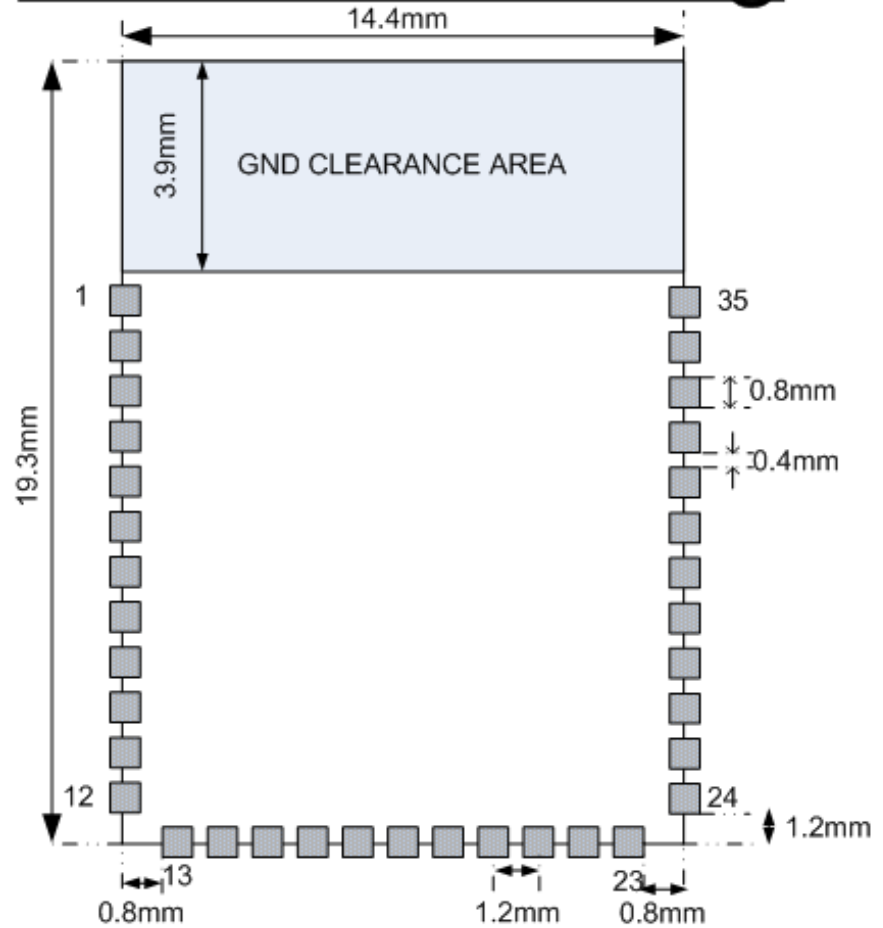 14.4mm
3.9mm
GND CLEARANCE AREA
1
35
0.8mm
19.3mm
0.4mm
12
24
1.2mm
13
23
0.8mm
1.2mm
0.8mm